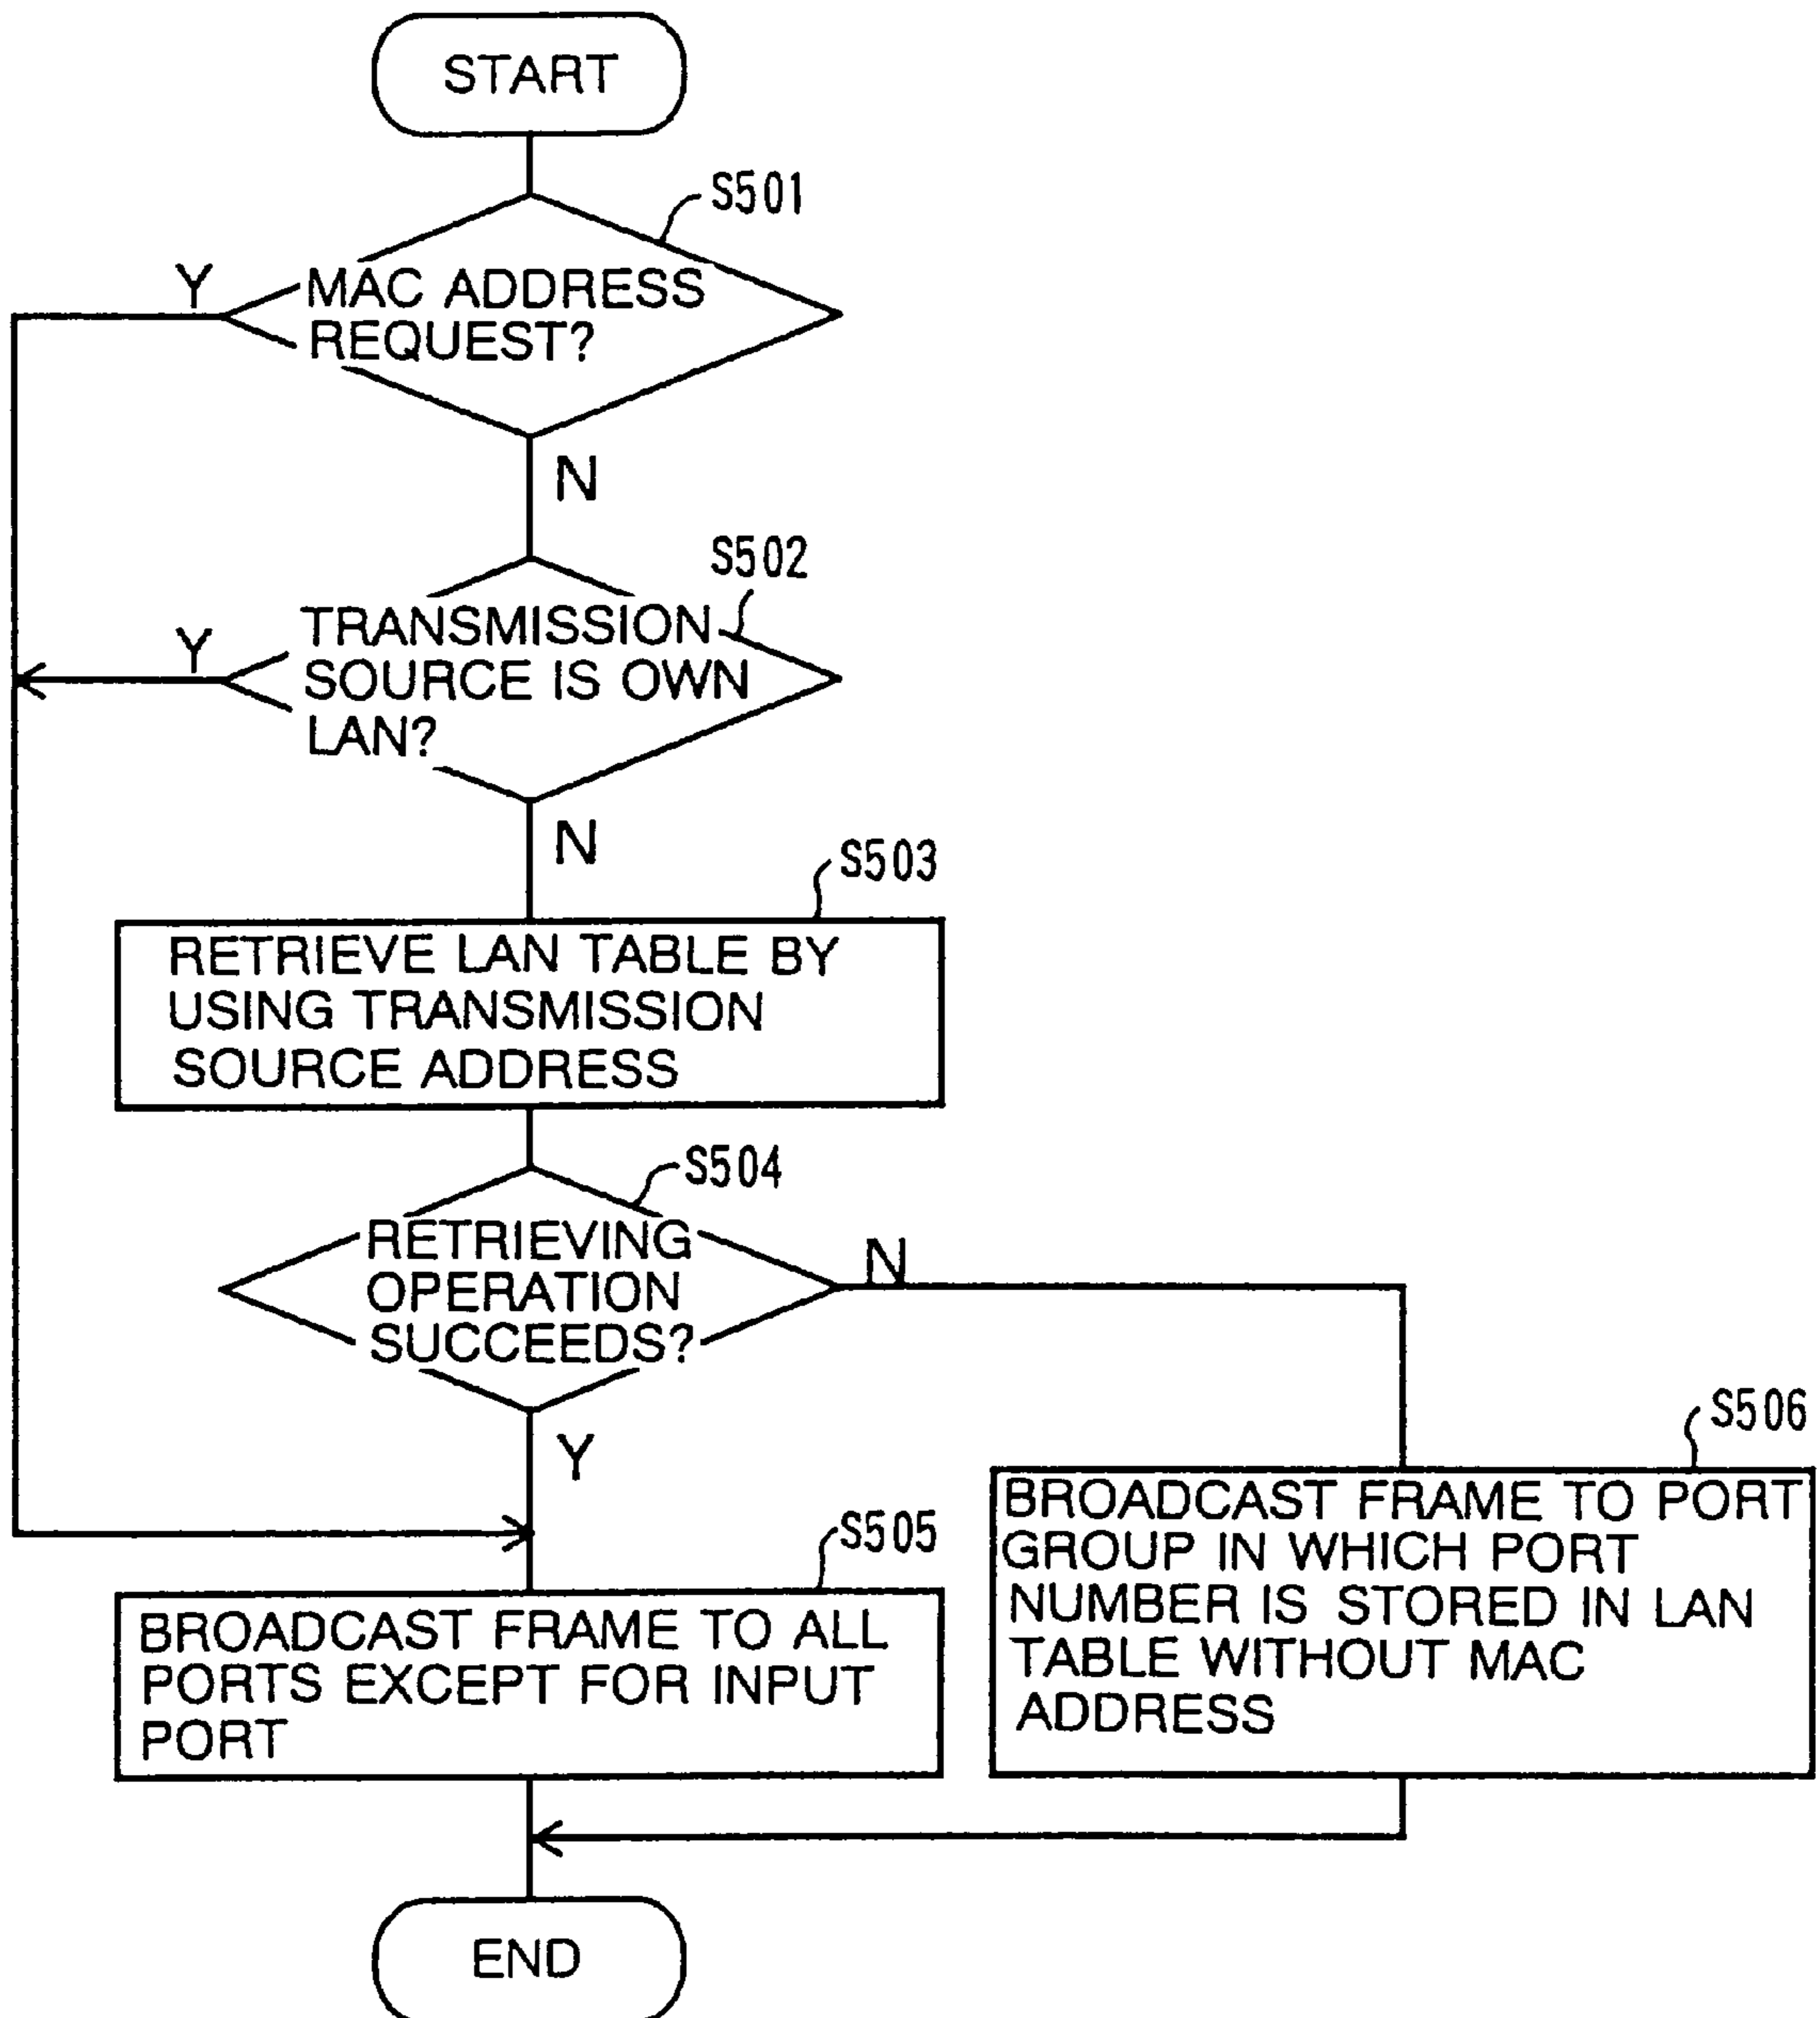 START
S501
Y
MAC ADDRESS
REQUEST?
N
S502
Y
TRANSMISSION
SOURCE IS OWN
LAN?
N
S503
RETRIEVE LAN TABLE BY
USING TRANSMISSION
SOURCE ADDRESS
S504
RETRIEVING
OPERATION
SUCCEEDS?
N
Y
S506
BROADCAST FRAME TO PORT
GROUP IN WHICH PORT
NUMBER IS STORED IN LAN
TABLE WITHOUT MAC
ADDRESS
S505
BROADCAST FRAME TO ALL
PORTS EXCEPT FOR INPUT
PORT
END